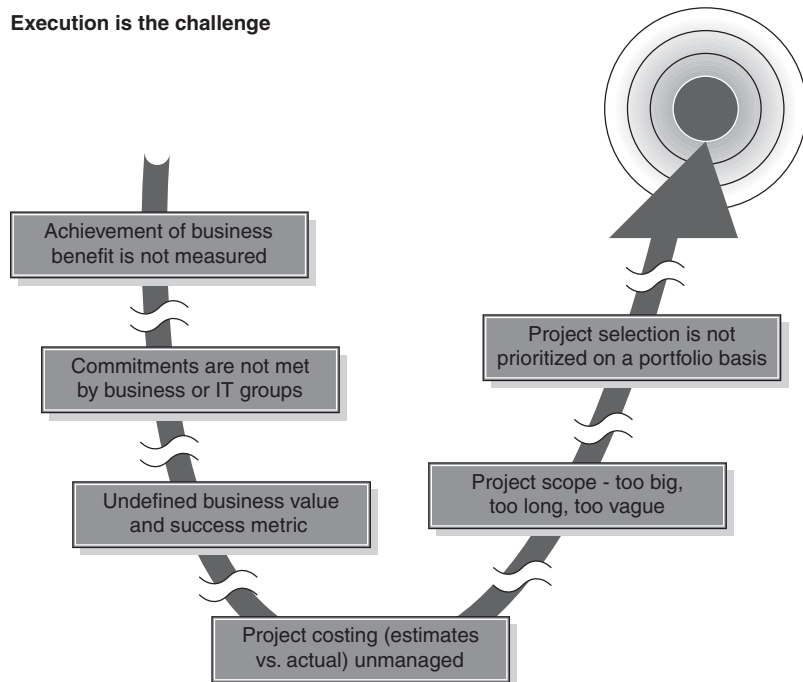 Execution is the challenge
Achievement of business
benefit is not measured
Commitments are not met
by business or IT groups
Undefined business value
and success metric
Project costing (estimates
vs. actual) unmanaged
Project scope - too big,
too long, too vague
Project selection is not
prioritized on a portfolio basis